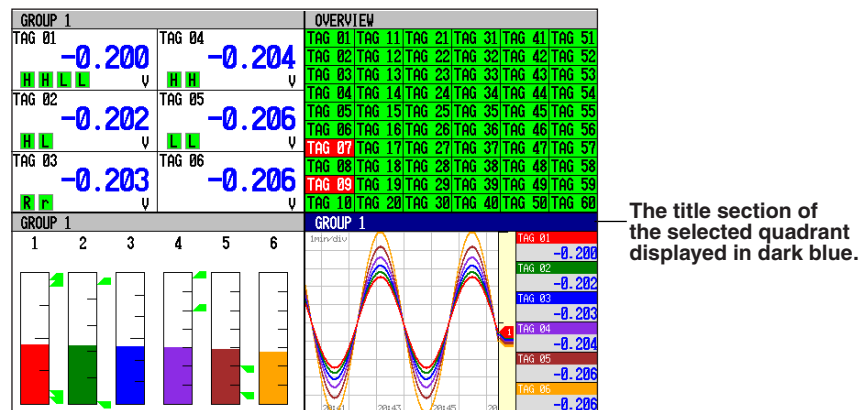 GROUP 1
TAG 01 -0.200 V H H L L
TAG 04 -0.204 V H H
TAG 02 -0.202 V H L
TAG 05 -0.206 V L L
TAG 03 -0.203 V R r
TAG 06 -0.206 V
OVERVIEW
TAG 01 TAG 11 TAG 21 TAG 31 TAG 41 TAG 51
TAG 02 TAG 12 TAG 22 TAG 32 TAG 42 TAG 52
TAG 03 TAG 13 TAG 23 TAG 33 TAG 43 TAG 53
TAG 04 TAG 14 TAG 24 TAG 34 TAG 44 TAG 54
TAG 05 TAG 15 TAG 25 TAG 35 TAG 45 TAG 55
TAG 06 TAG 16 TAG 26 TAG 36 TAG 46 TAG 56
TAG 07 TAG 17 TAG 27 TAG 37 TAG 47 TAG 57
TAG 08 TAG 18 TAG 28 TAG 38 TAG 48 TAG 58
TAG 09 TAG 19 TAG 29 TAG 39 TAG 49 TAG 59
TAG 10 TAG 20 TAG 30 TAG 40 TAG 50 TAG 60
GROUP 1
1 2 3 4 5 6
GROUP 1
1min/div
TAG 01
-0.200
TAG 02
-0.202
TAG 03
-0.203
1
TAG 04
-0.204
TAG 05
-0.206
TAG 06
-0.206
20:41 20:43 20:45 20
The title section of
the selected quadrant
displayed in dark blue.